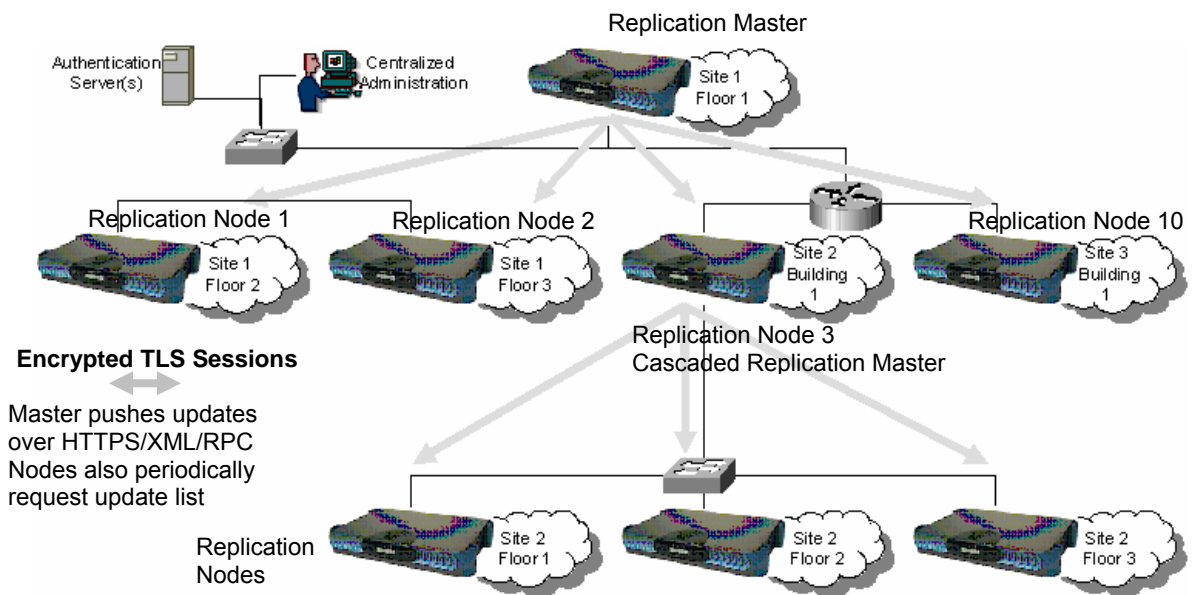 Replication Master
Authentication
Server(s)
Centralized
Administration
Site 1
Floor 1
Replication Node 1
Replication Node 2
Replication Node 10
Site 1
Floor 2
Site 1
Floor 3
Site 2
Building
1
Site 3
Building
1
Replication Node 3
Cascaded Replication Master
Encrypted TLS Sessions
Master pushes updates
over HTTPS/XML/RPC
Nodes also periodically
request update list
Replication
Nodes
Site 2
Floor 1
Site 2
Floor 2
Site 2
Floor 3